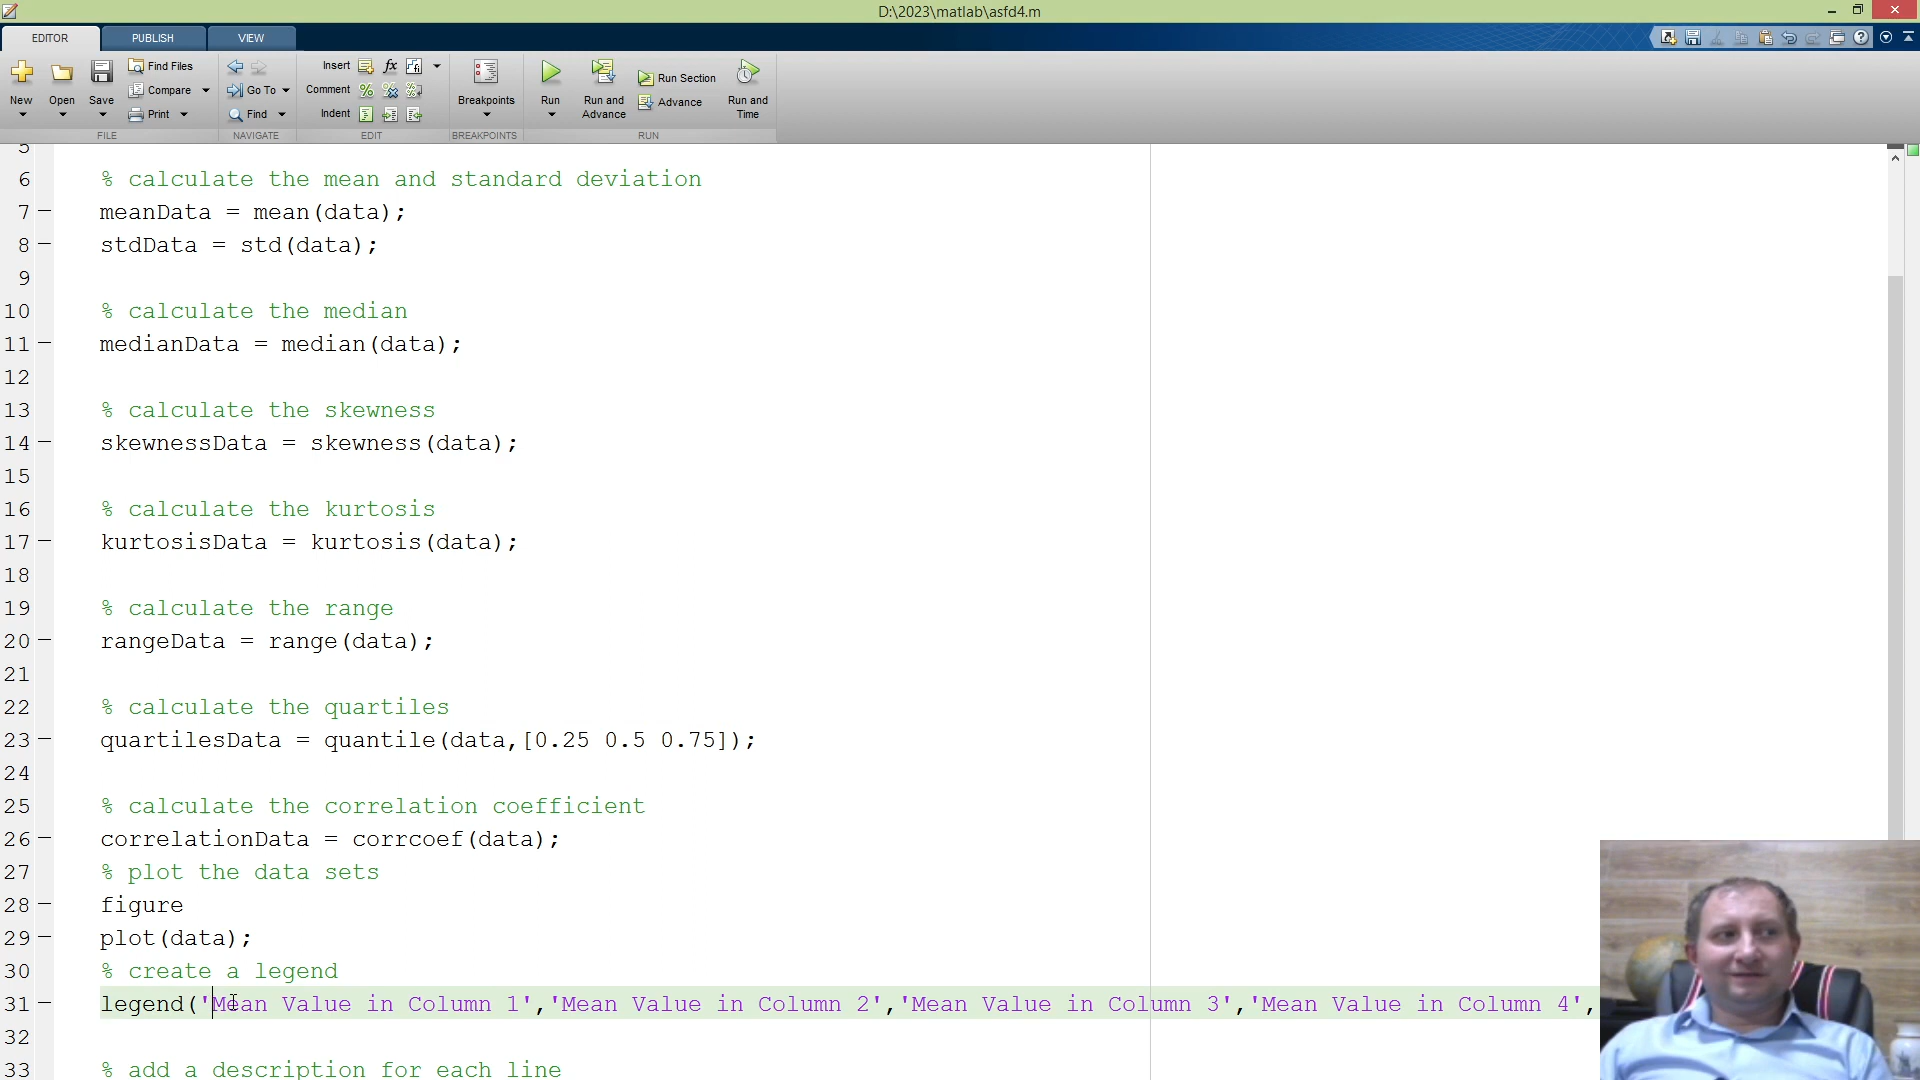 D:\2023\matlab\asfd4.m
EDITOR PUBLISH VIEW
New Open Save Find Files Compare Print
FILE
Go To Find
NAVIGATE
Insert fx
Comment %
Indent
EDIT
Breakpoints
BREAKPOINTS
Run Run and Advance Run Section Advance Run and Time
RUN
5
6 % calculate the mean and standard deviation
7 meanData = mean(data);
8 stdData = std(data);
9
10 % calculate the median
11 medianData = median(data);
12
13 % calculate the skewness
14 skewnessData = skewness(data);
15
16 % calculate the kurtosis
17 kurtosisData = kurtosis(data);
18
19 % calculate the range
20 rangeData = range(data);
21
22 % calculate the quartiles
23 quartilesData = quantile(data,[0.25 0.5 0.75]);
24
25 % calculate the correlation coefficient
26 correlationData = corrcoef(data);
27 % plot the data sets
28 figure
29 plot(data);
30 % create a legend
31 legend('Mean Value in Column 1','Mean Value in Column 2','Mean Value in Column 3','Mean Value in Column 4',
32
33 % add a description for each line